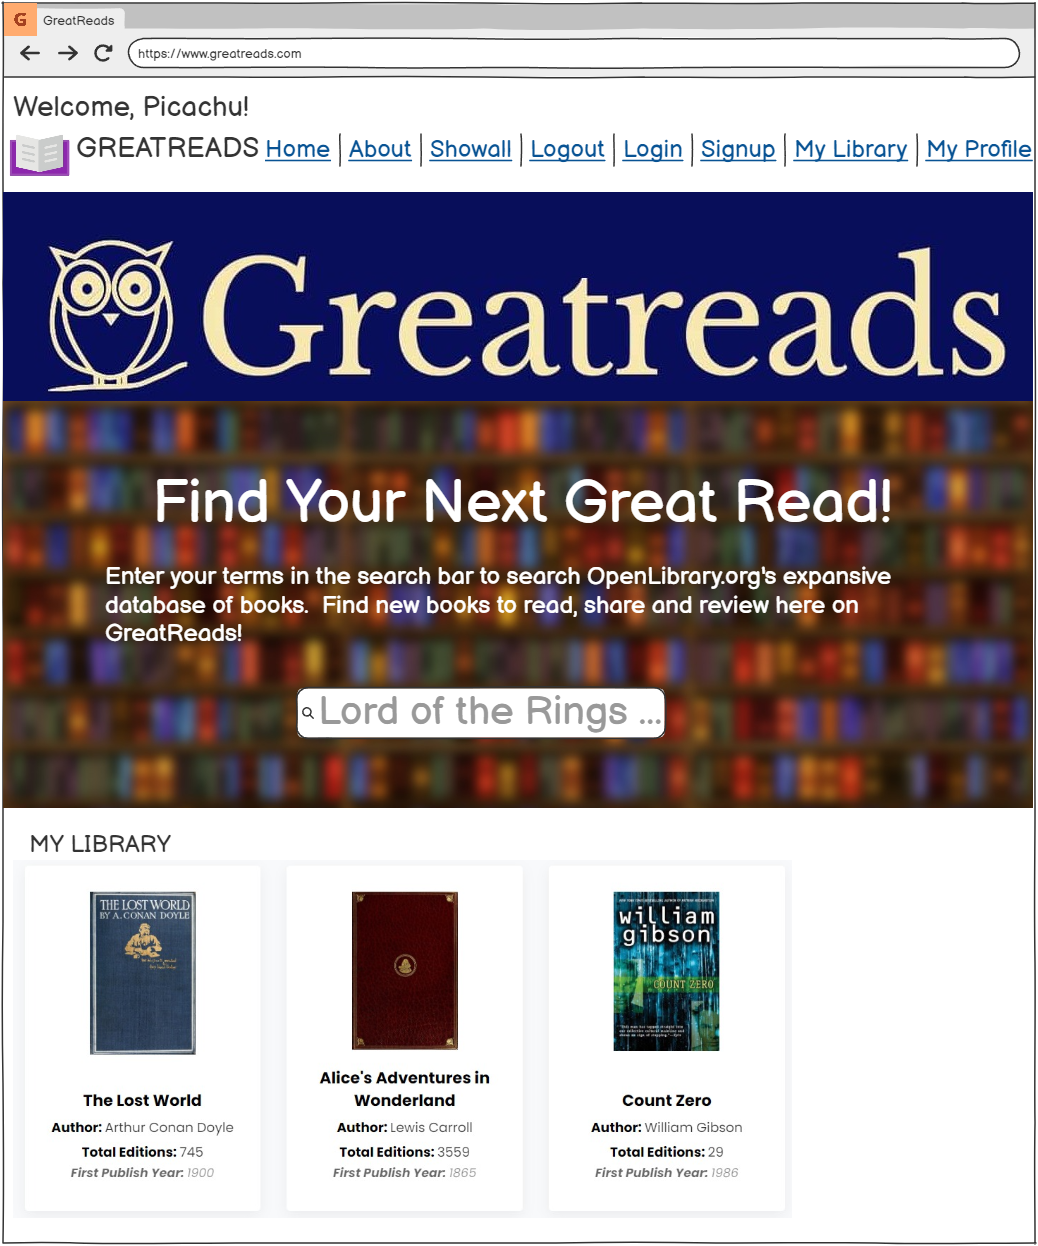 G GreatReads
https://www.greatreads.com
Welcome, Picachu!
GREATREADS Home About Showall Logout Login Signup My Library My Profile
Greatreads
Find Your Next Great Read!
Enter your terms in the search bar to search OpenLibrary.org's expansive
database of books. Find new books to read, share and review here on
GreatReads!
Lord of the Rings ...
MY LIBRARY
THE LOST WORLD
BY A. CONAN DOYLE
william
gibson
COUNT ZERO
The Lost World
Author: Arthur Conan Doyle
Total Editions: 745
First Publish Year: 1900
Alice's Adventures in
Wonderland
Author: Lewis Carroll
Total Editions: 3559
First Publish Year: 1865
Count Zero
Author: William Gibson
Total Editions: 29
First Publish Year: 1986